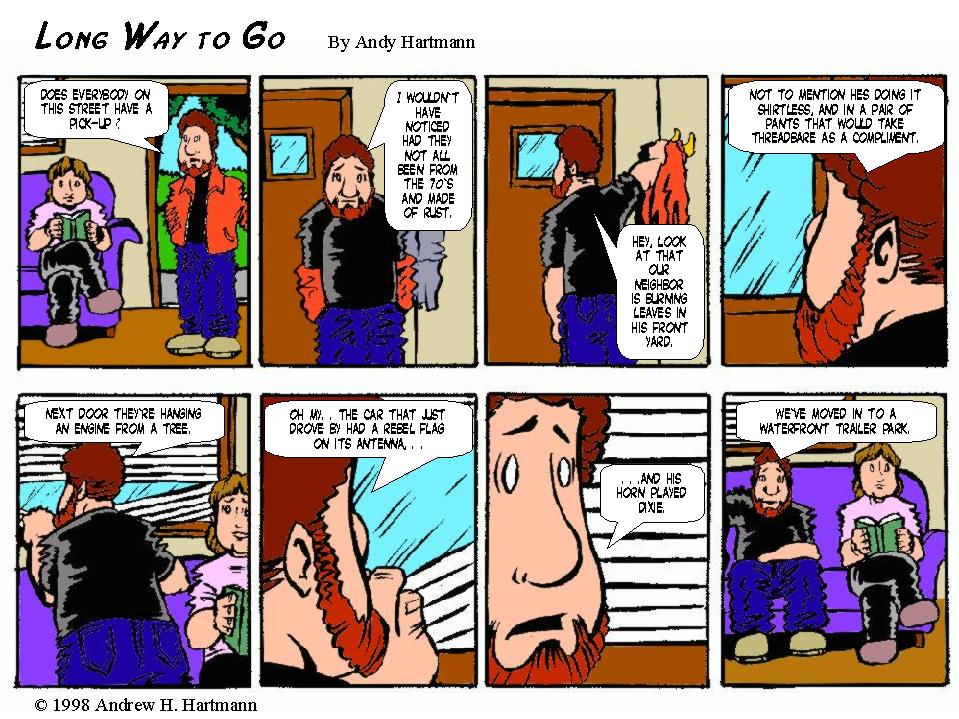 LONG WAY TO GO
By Andy Hartmann
DOES EVERYBODY ON
THIS STREET HAVE A
PICK-UP ?
I WOULDN'T
HAVE
NOTICED
HAD THEY
NOT ALL
BEEN FROM
THE 70'S
AND MADE
OF RUST.
HEY, LOOK
AT THAT
OUR
NEIGHBOR
IS BURNING
LEAVES IN
HIS FRONT
YARD.
NOT TO MENTION HES DOING IT
SHIRTLESS, AND IN A PAIR OF
PANTS THAT WOULD TAKE
THREADBARE AS A COMPLIMENT.
NEXT DOOR THEY'RE HANGING
AN ENGINE FROM A TREE.
OH MY. . THE CAR THAT JUST
DROVE BY HAD A REBEL FLAG
ON ITS ANTENNA, . .
. . .AND HIS
HORN PLAYED
DIXIE.
WE'VE MOVED IN TO A
WATERFRONT TRAILER PARK.
© 1998 Andrew H. Hartmann